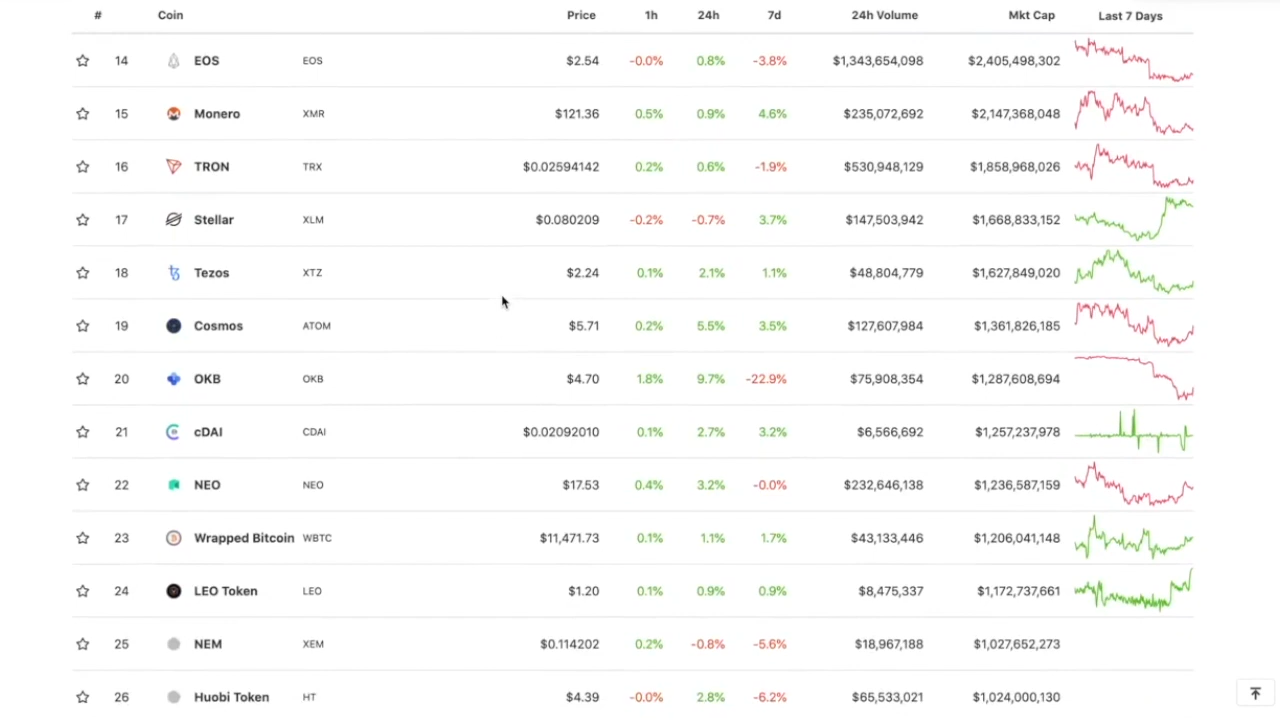 # Coin Price 1h 24h 7d 24h Volume Mkt Cap Last 7 Days
14 EOS EOS $2.54 -0.0% 0.8% -3.8% $1,343,654,098 $2,405,498,302
15 Monero XMR $121.36 0.5% 0.9% 4.6% $235,072,692 $2,147,368,048
16 TRON TRX $0.02594142 0.2% 0.6% -1.9% $530,948,129 $1,858,968,026
17 Stellar XLM $0.080209 -0.2% -0.7% 3.7% $147,503,942 $1,668,833,152
18 Tezos XTZ $2.24 0.1% 2.1% 1.1% $48,804,779 $1,627,849,020
19 Cosmos ATOM $5.71 0.2% 5.5% 3.5% $127,607,984 $1,361,826,185
20 OKB OKB $4.70 1.8% 9.7% -22.9% $75,908,354 $1,287,608,694
21 cDAI CDAI $0.02092010 0.1% 2.7% 3.2% $6,566,692 $1,257,237,978
22 NEO NEO $17.53 0.4% 3.2% -0.0% $232,646,138 $1,236,587,159
23 Wrapped Bitcoin WBTC $11,471.73 0.1% 1.1% 1.7% $43,133,446 $1,206,041,148
24 LEO Token LEO $1.20 0.1% 0.9% 0.9% $8,475,337 $1,172,737,661
25 NEM XEM $0.114202 0.2% -0.8% -5.6% $18,967,188 $1,027,652,273
26 Huobi Token HT $4.39 -0.0% 2.8% -6.2% $65,533,021 $1,024,000,130